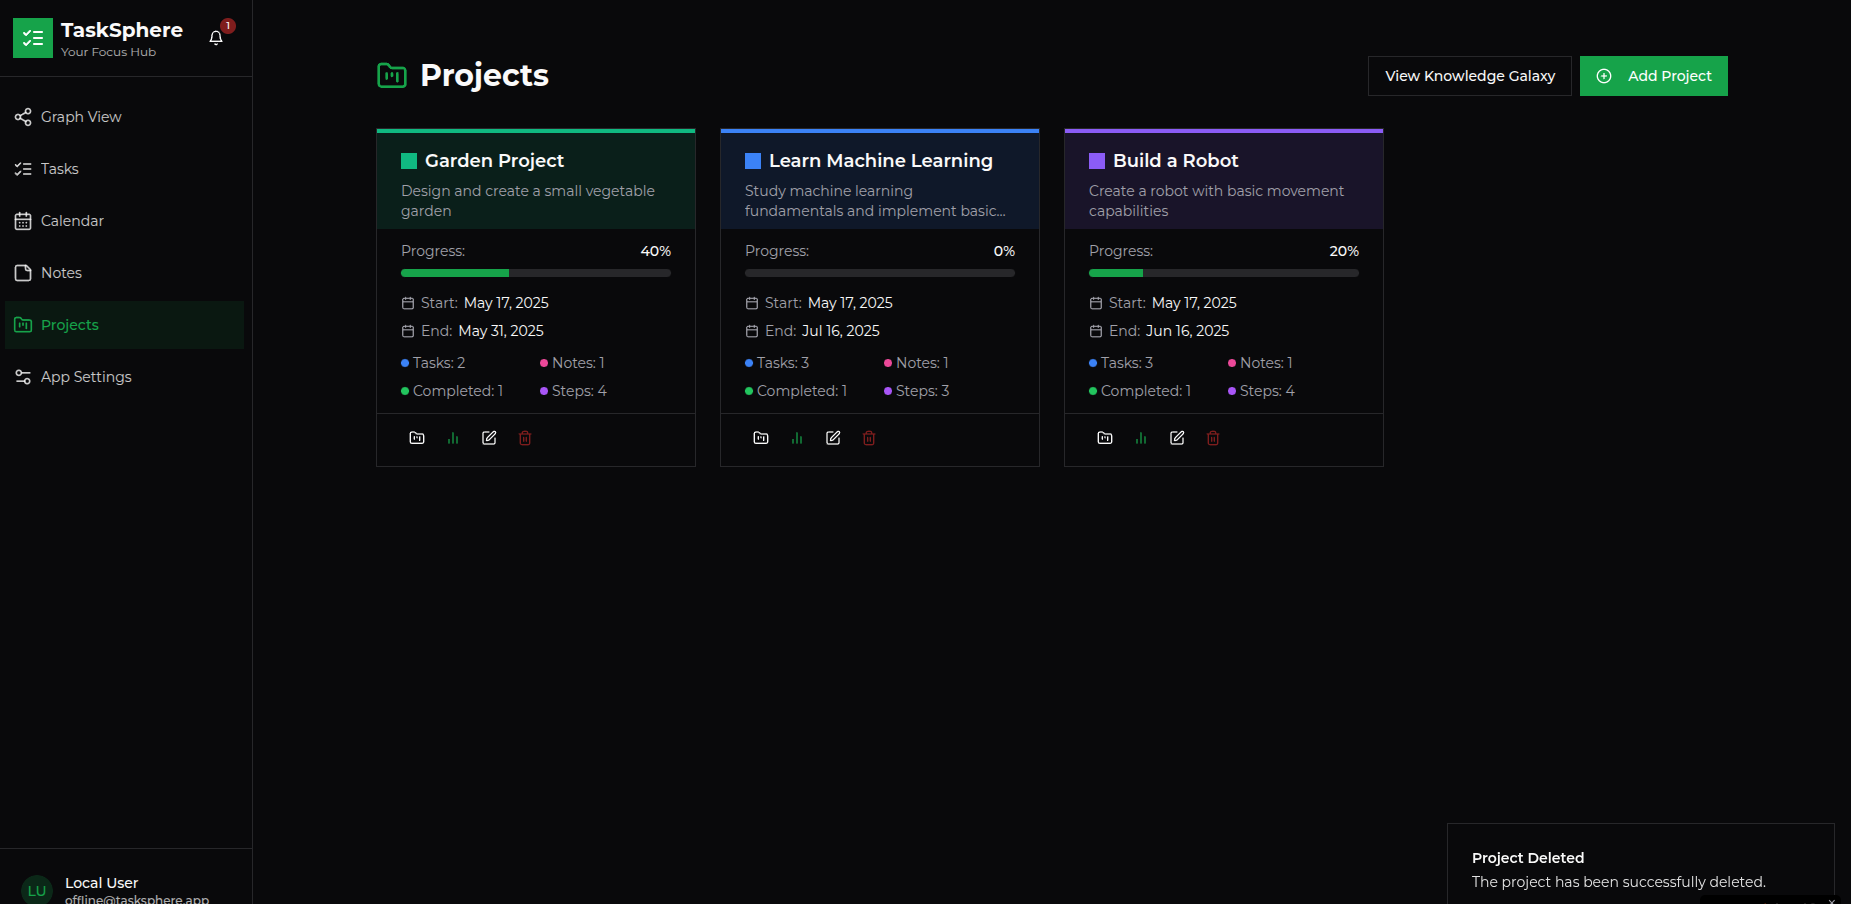 TaskSphere
Your Focus Hub
1
Graph View
Tasks
Calendar
Notes
Projects
App Settings
LU
Local User
offline@tasksphere.app
Projects
View Knowledge Galaxy
Add Project
Garden Project
Design and create a small vegetable
garden
Progress: 40%
Start: May 17, 2025
End: May 31, 2025
Tasks: 2 Notes: 1
Completed: 1 Steps: 4
Learn Machine Learning
Study machine learning
fundamentals and implement basic...
Progress: 0%
Start: May 17, 2025
End: Jul 16, 2025
Tasks: 3 Notes: 1
Completed: 1 Steps: 3
Build a Robot
Create a robot with basic movement
capabilities
Progress: 20%
Start: May 17, 2025
End: Jun 16, 2025
Tasks: 3 Notes: 1
Completed: 1 Steps: 4
Project Deleted
The project has been successfully deleted.